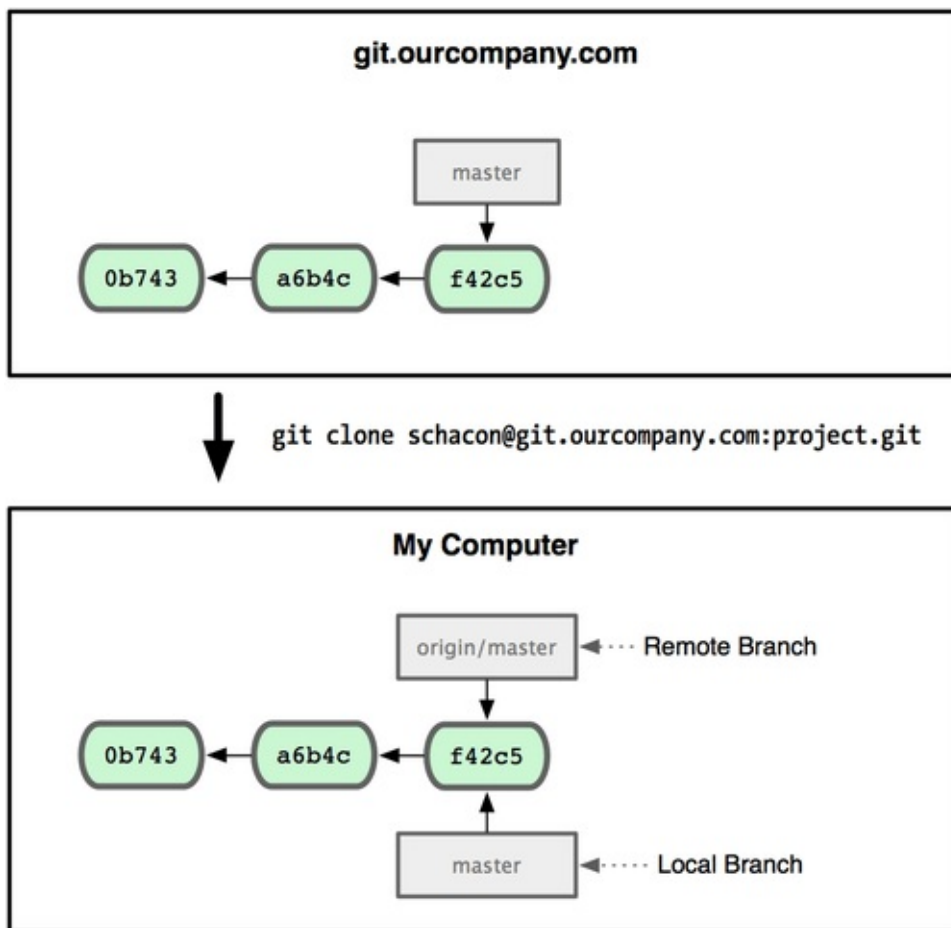 git.ourcompany.com
master
0b743
a6b4c
f42c5
git clone schacon@git.ourcompany.com:project.git
My Computer
origin/master
Remote Branch
0b743
a6b4c
f42c5
master
Local Branch